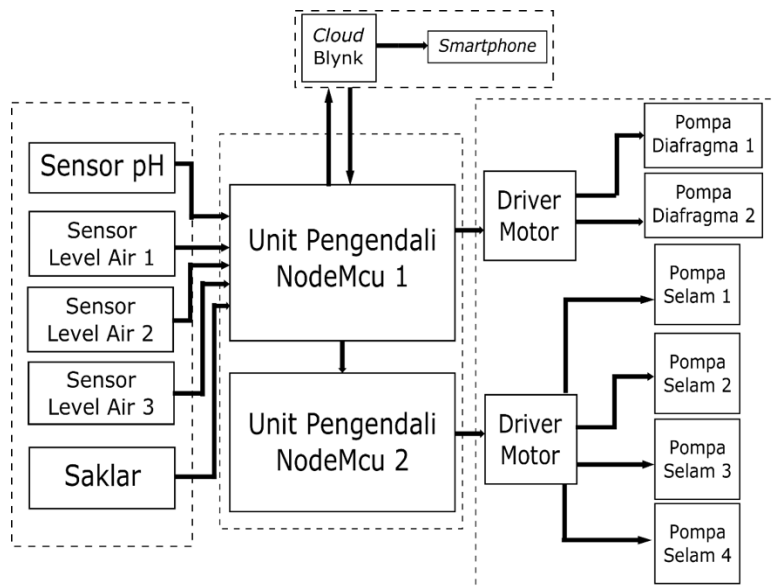 Cloud
Blynk
Smartphone
Sensor pH
Sensor
Level Air 1
Sensor
Level Air 2
Sensor
Level Air 3
Saklar
Unit Pengendali
NodeMcu 1
Unit Pengendali
NodeMcu 2
Driver
Motor
Driver
Motor
Pompa
Diafragma 1
Pompa
Diafragma 2
Pompa
Selam 1
Pompa
Selam 2
Pompa
Selam 3
Pompa
Selam 4